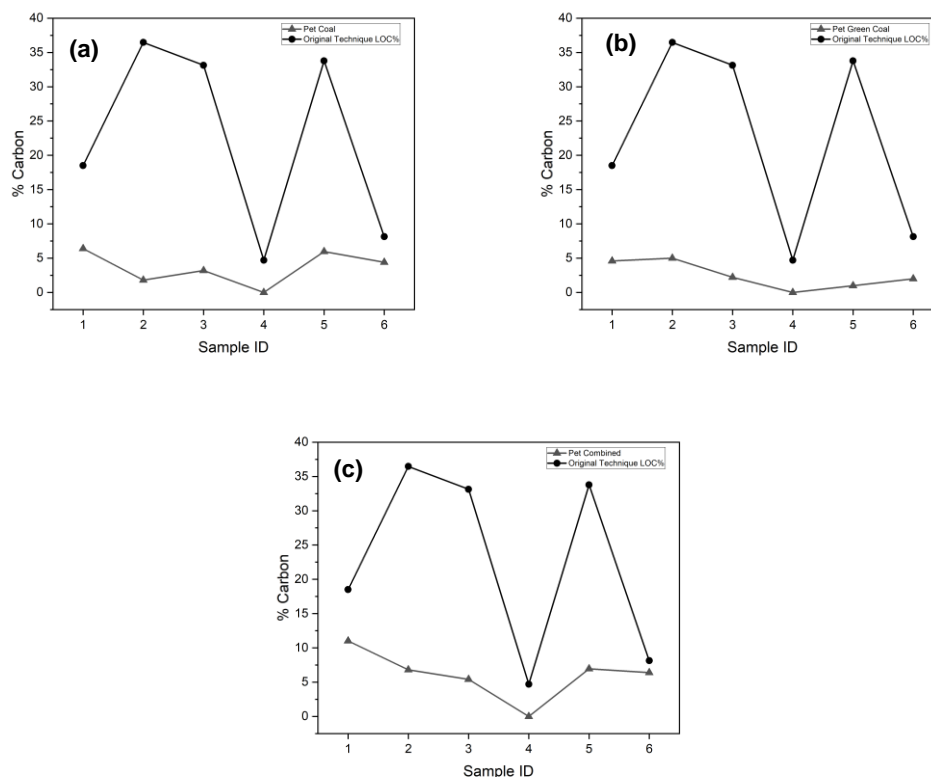 (a)
Pet Coal
Original Technique LOC%
40
35
30
25
20
15
10
5
0
% Carbon
1 2 3 4 5 6
Sample ID
(b)
Pet Green Coal
Original Technique LOC%
40
35
30
25
20
15
10
5
0
% Carbon
1 2 3 4 5 6
Sample ID
(c)
Pet Combined
Original Technique LOC%
40
35
30
25
20
15
10
5
0
% Carbon
1 2 3 4 5 6
Sample ID